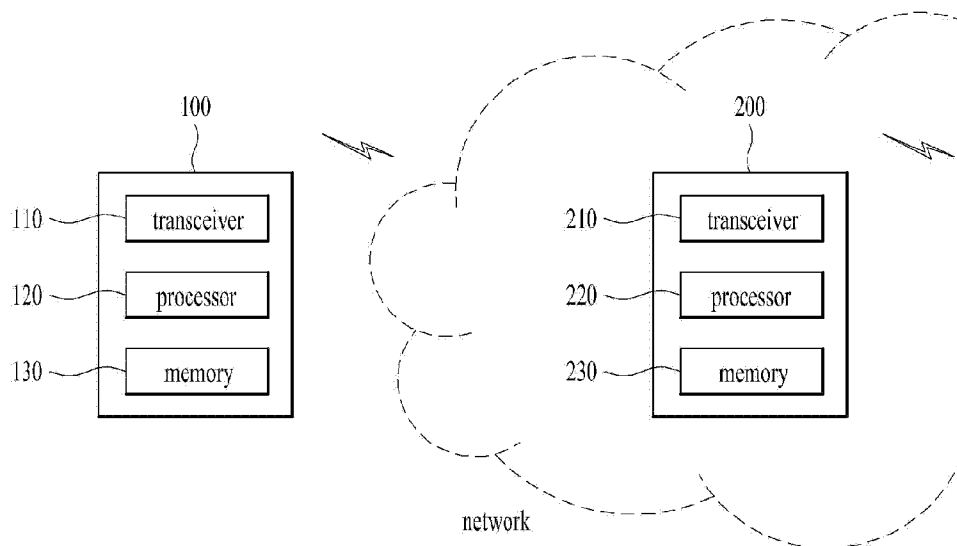 100
200
110
transceiver
210
transceiver
120
processor
220
processor
130
memory
230
memory
network